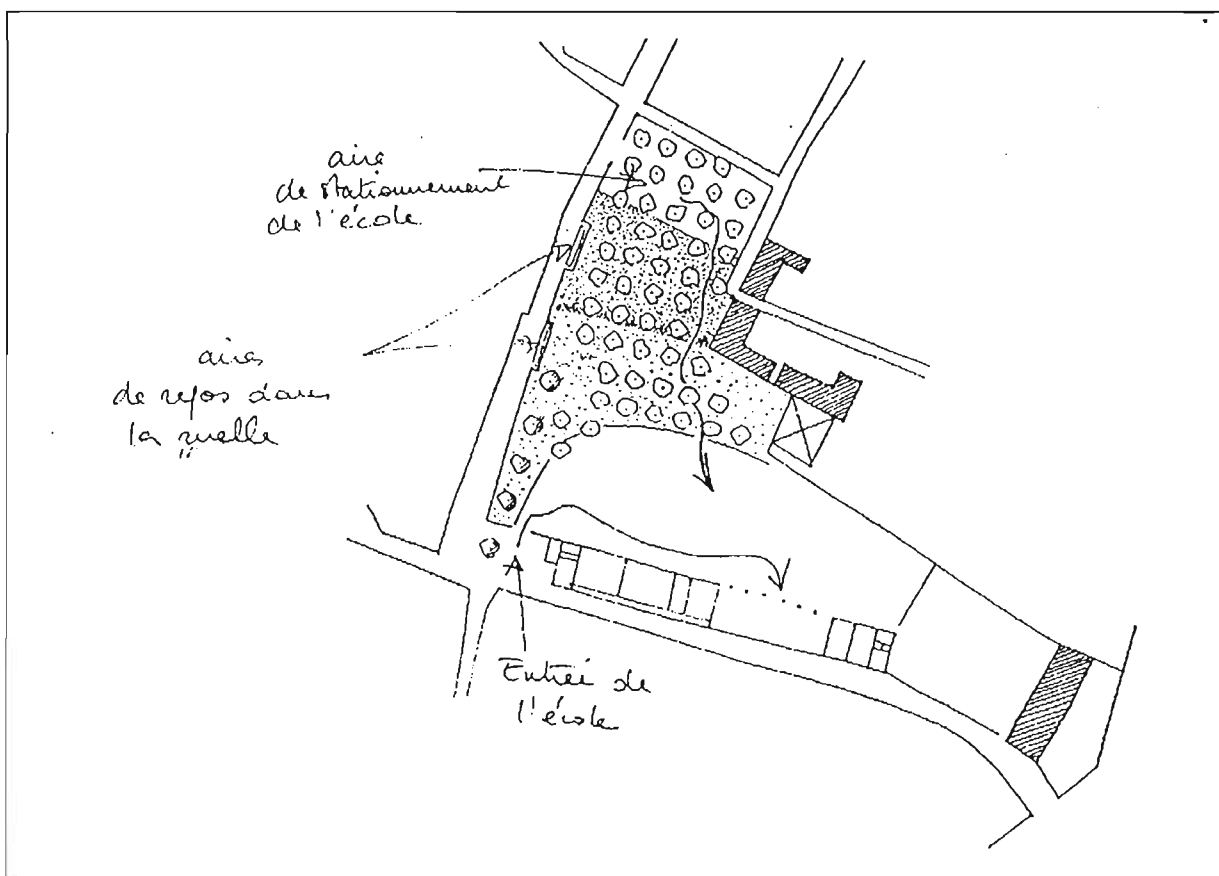 aire
de stationnement
de l'école
aires
de repos dans
la ruelle
Entrée de
l'école